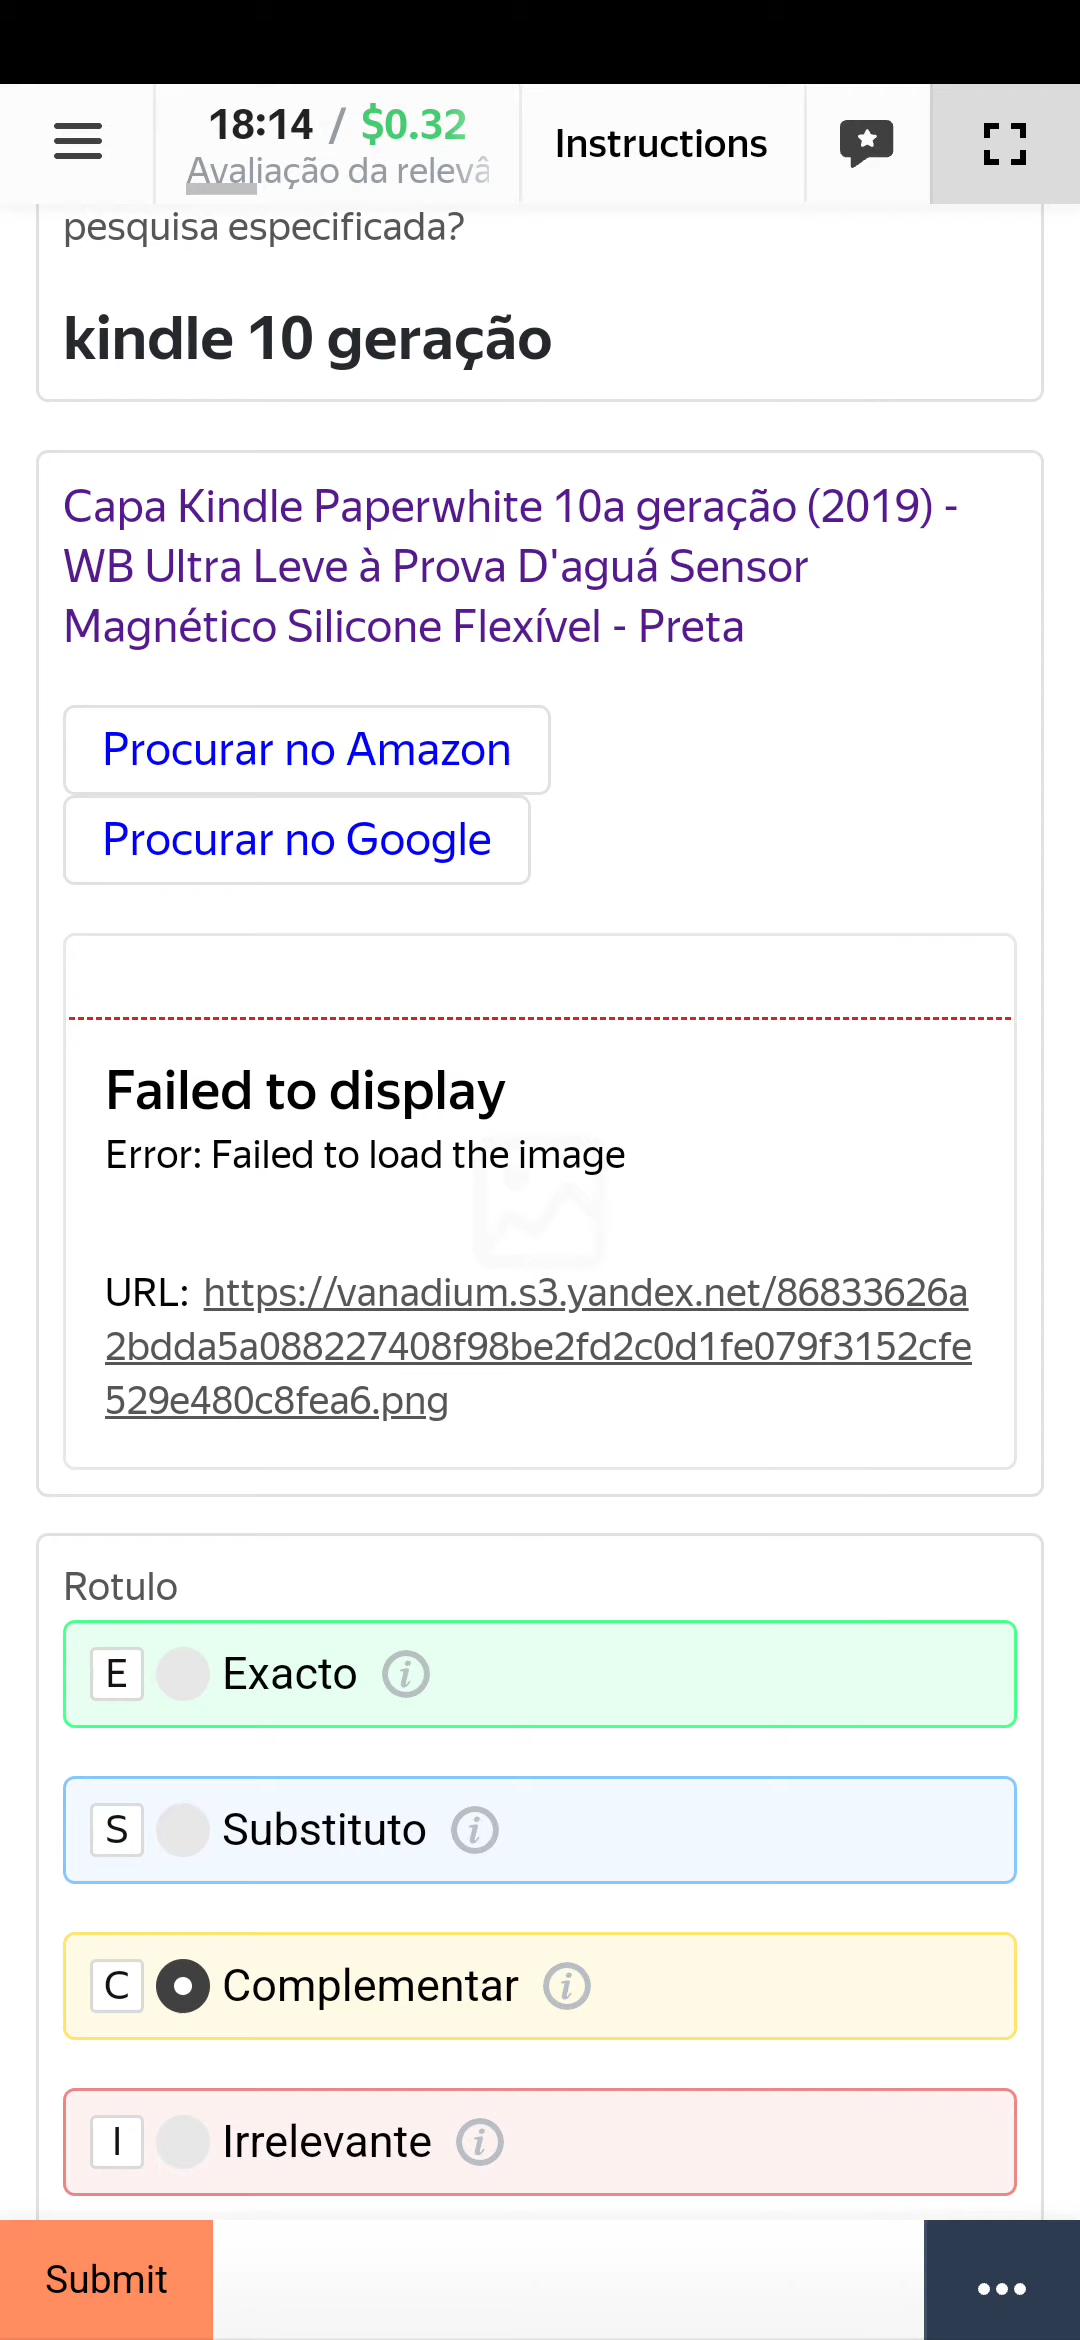 18:14 / $0.32
Avaliação da relevâ
Instructions
pesquisa especificada?
kindle 10 geração
Capa Kindle Paperwhite 10a geração (2019) -
WB Ultra Leve à Prova D'aguá Sensor
Magnético Silicone Flexível - Preta
Procurar no Amazon
Procurar no Google
Failed to display
Error: Failed to load the image
URL: https://vanadium.s3.yandex.net/86833626a
2bdda5a088227408f98be2fd2c0d1fe079f3152cfe
529e480c8fea6.png
Rotulo
E Exacto i
S Substituto i
C Complementar i
I Irrelevante i
Submit